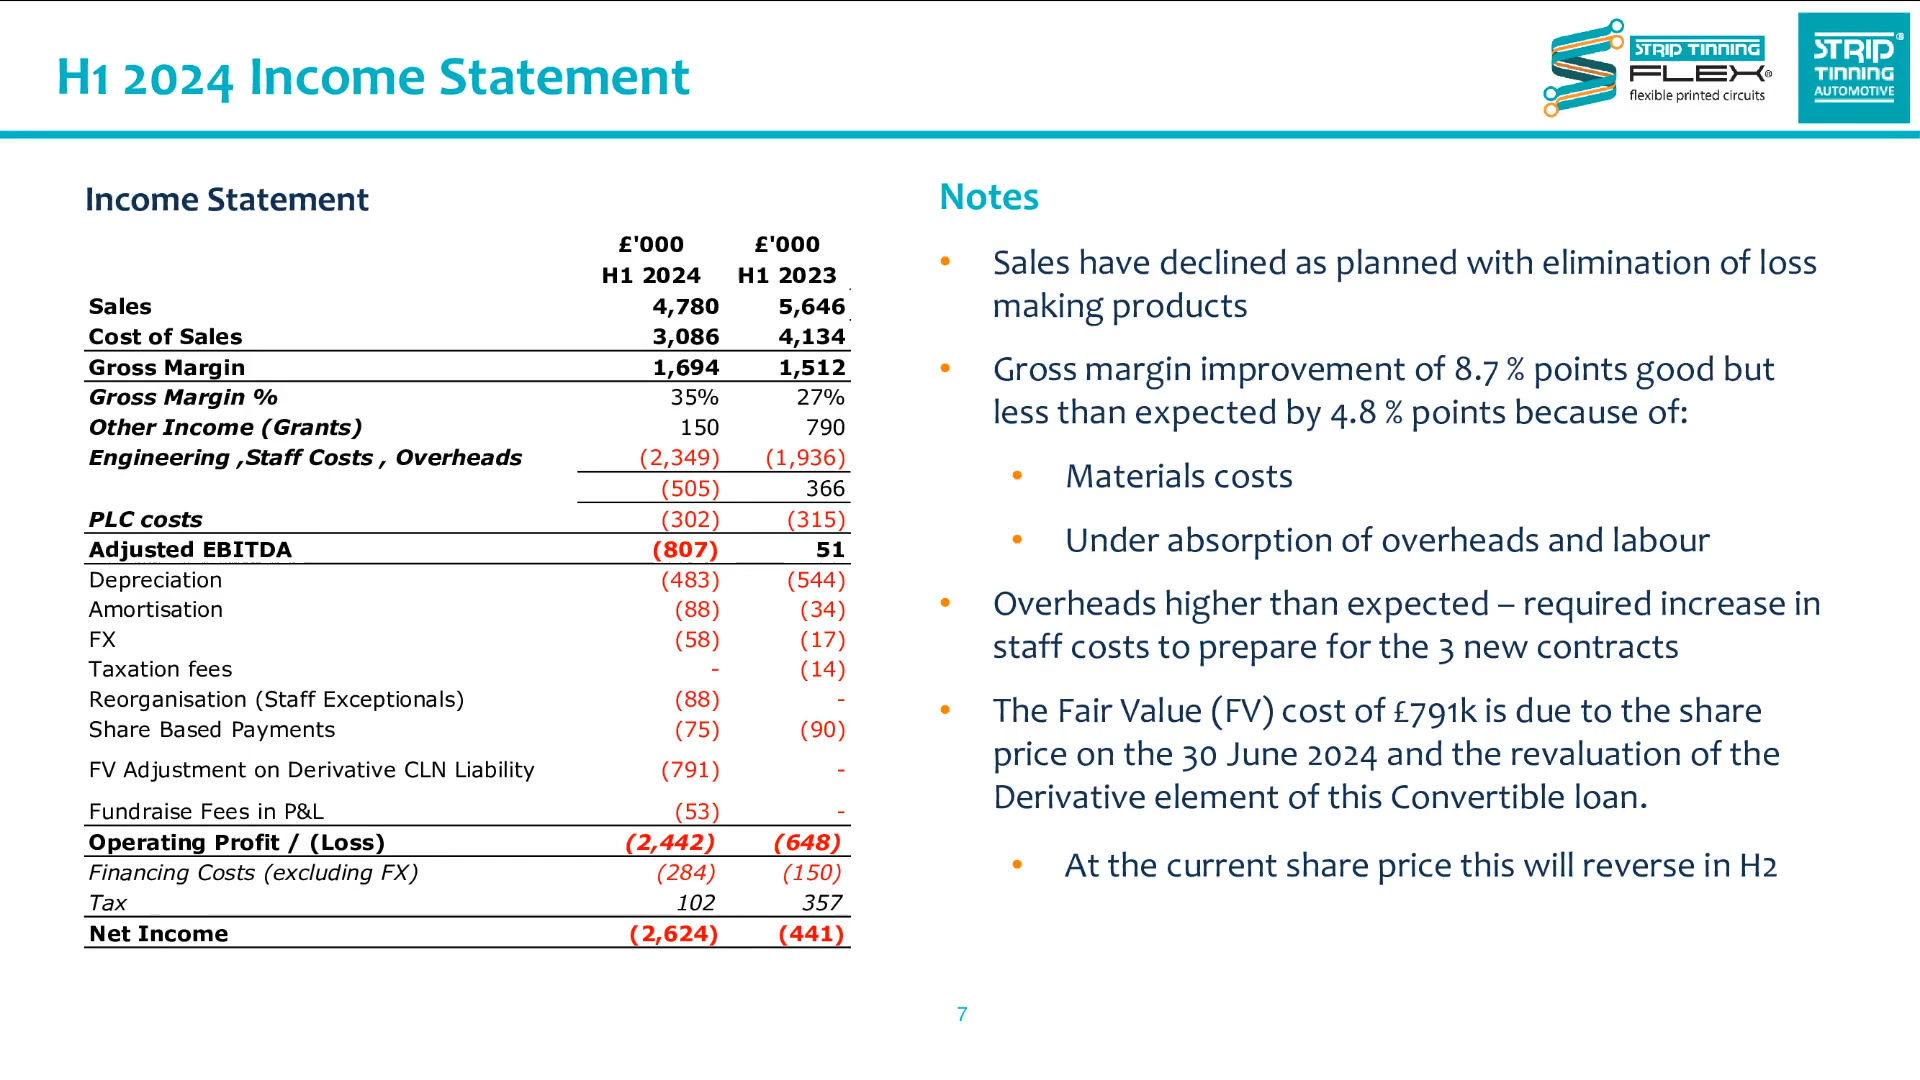 H1 2024 Income Statement
STRIP TINNING
FLEX®
flexible printed circuits
STRIP®
TINNING
AUTOMOTIVE
Income Statement
£'000 £'000
H1 2024 H1 2023
Sales 4,780 5,646
Cost of Sales 3,086 4,134
Gross Margin 1,694 1,512
Gross Margin % 35% 27%
Other Income (Grants) 150 790
Engineering ,Staff Costs , Overheads (2,349) (1,936)
(505) 366
PLC costs (302) (315)
Adjusted EBITDA (807) 51
Depreciation (483) (544)
Amortisation (88) (34)
FX (58) (17)
Taxation fees - (14)
Reorganisation (Staff Exceptionals) (88) -
Share Based Payments (75) (90)
FV Adjustment on Derivative CLN Liability (791) -
Fundraise Fees in P&L (53) -
Operating Profit / (Loss) (2,442) (648)
Financing Costs (excluding FX) (284) (150)
Tax 102 357
Net Income (2,624) (441)
Notes
• Sales have declined as planned with elimination of loss
making products
• Gross margin improvement of 8.7 % points good but
less than expected by 4.8 % points because of:
• Materials costs
• Under absorption of overheads and labour
• Overheads higher than expected – required increase in
staff costs to prepare for the 3 new contracts
• The Fair Value (FV) cost of £791k is due to the share
price on the 30 June 2024 and the revaluation of the
Derivative element of this Convertible loan.
• At the current share price this will reverse in H2
7